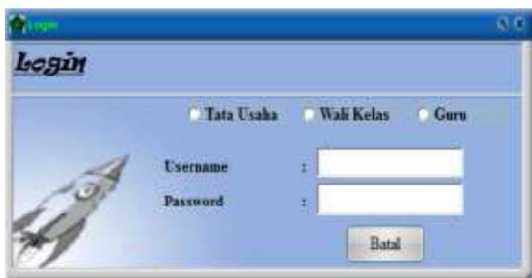 Login
Login
Tata Usaha Wali Kelas Guru
Username :
Password :
Batal